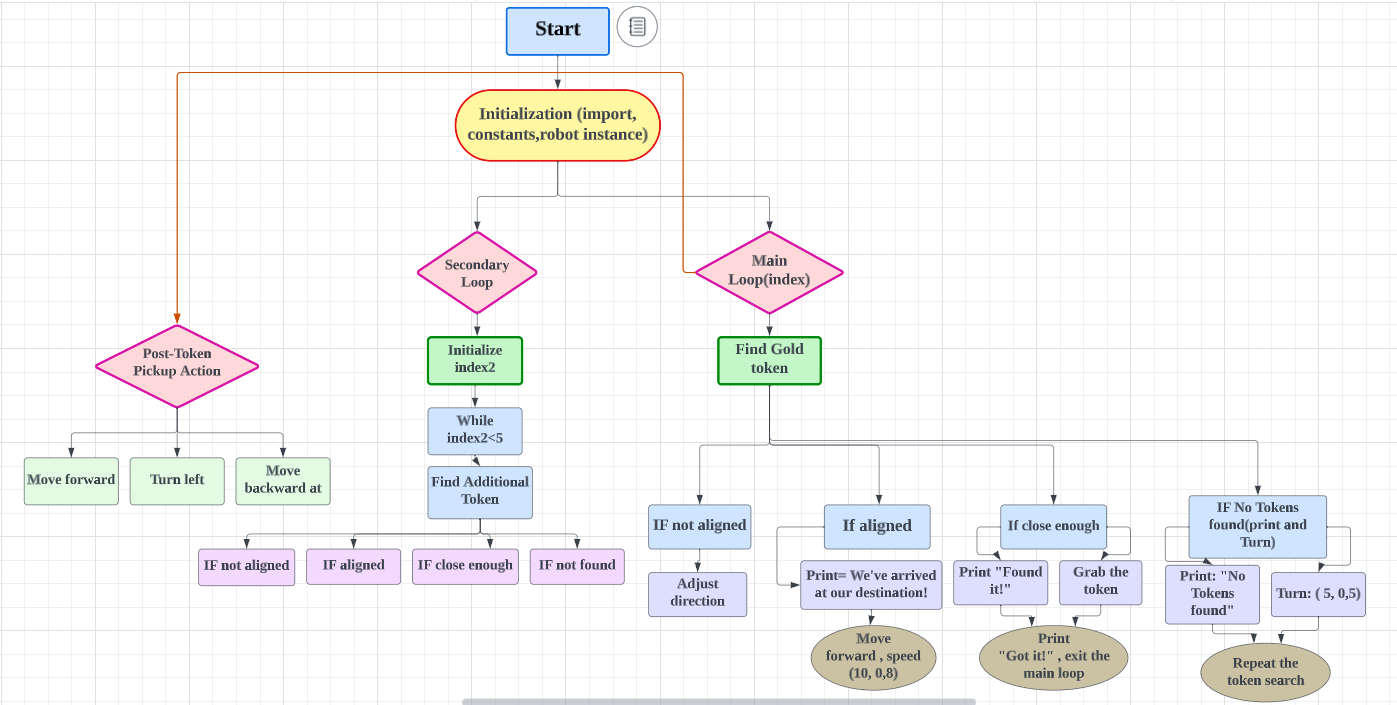 Start
Initialization (import,
constants,robot instance)
Secondary
Loop
Main
Loop(index)
Post-Token
Pickup Action
Initialize
index2
Find Gold
token
While
index2<5
Move forward
Turn left
Move
backward at
Find Additional
Token
IF not aligned
IF aligned
IF close enough
IF not found
IF not aligned
If aligned
If close enough
IF No Tokens
found(print and
Turn)
Adjust
direction
Print= We've arrived
at our destination!
Print "Found
it!"
Grab the
token
Print: "No
Tokens
found"
Turn: ( 5, 0,5)
Move
forward , speed
(10, 0,8)
Print
"Got it!" , exit the
main loop
Repeat the
token search